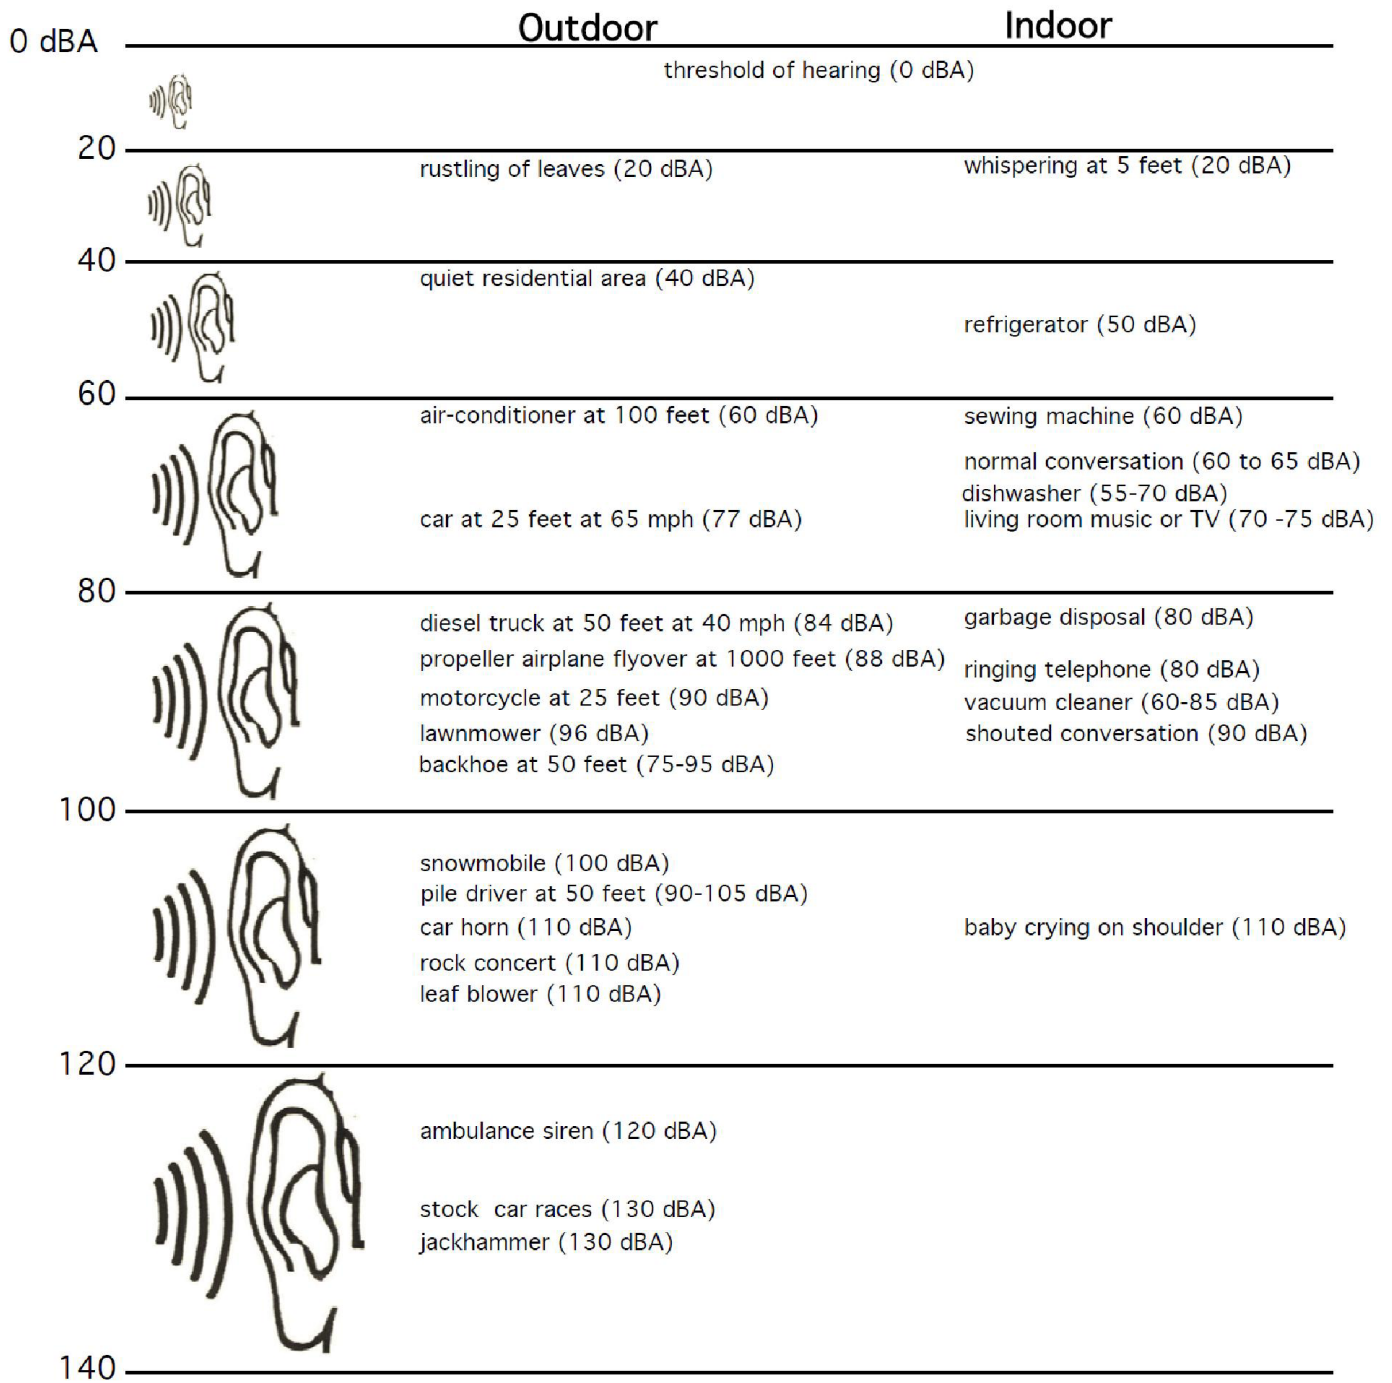 Outdoor Indoor
0 dBA
threshold of hearing (0 dBA)
20
rustling of leaves (20 dBA) whispering at 5 feet (20 dBA)
40
quiet residential area (40 dBA)
refrigerator (50 dBA)
60
air-conditioner at 100 feet (60 dBA) sewing machine (60 dBA)
normal conversation (60 to 65 dBA)
dishwasher (55-70 dBA)
car at 25 feet at 65 mph (77 dBA) living room music or TV (70 -75 dBA)
80
diesel truck at 50 feet at 40 mph (84 dBA) garbage disposal (80 dBA)
propeller airplane flyover at 1000 feet (88 dBA) ringing telephone (80 dBA)
motorcycle at 25 feet (90 dBA) vacuum cleaner (60-85 dBA)
lawnmower (96 dBA) shouted conversation (90 dBA)
backhoe at 50 feet (75-95 dBA)
100
snowmobile (100 dBA)
pile driver at 50 feet (90-105 dBA)
car horn (110 dBA) baby crying on shoulder (110 dBA)
rock concert (110 dBA)
leaf blower (110 dBA)
120
ambulance siren (120 dBA)
stock  car races (130 dBA)
jackhammer (130 dBA)
140